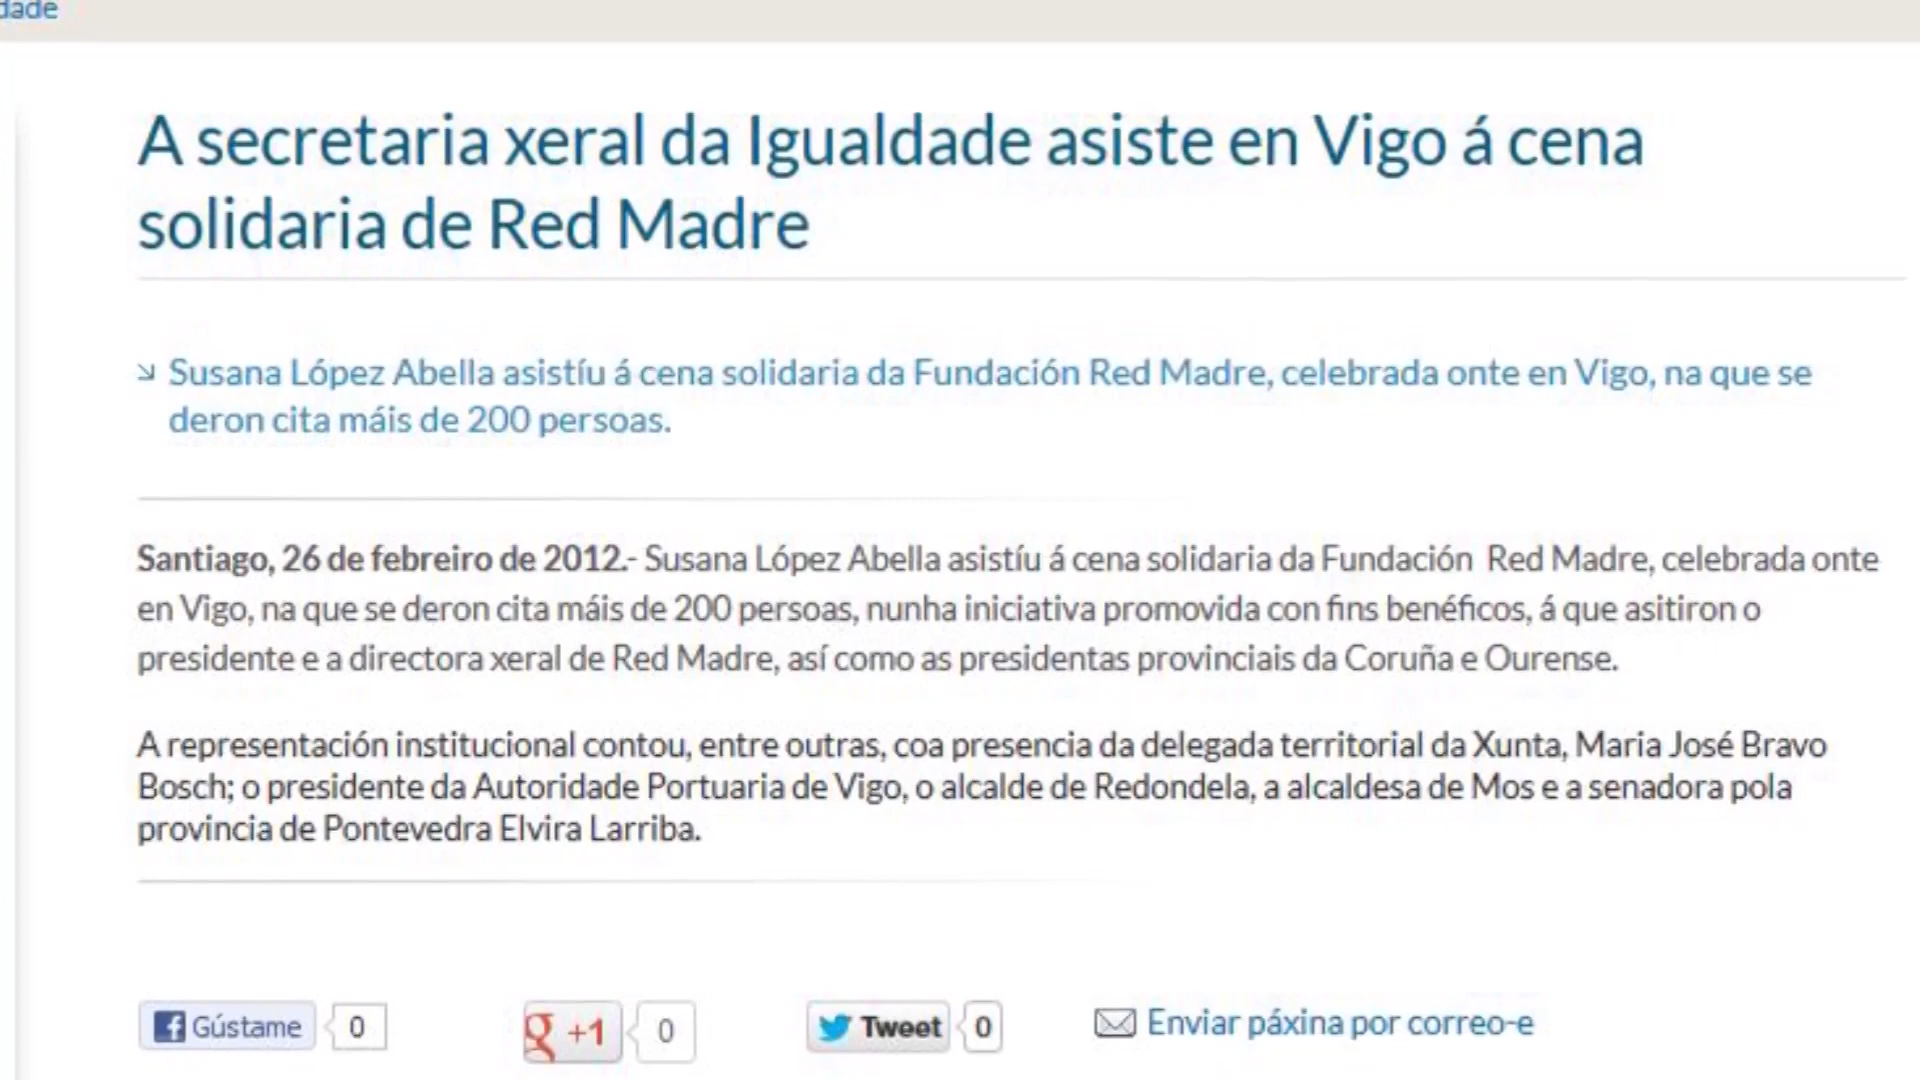 A secretaria xeral da Igualdade asiste en Vigo á cena
solidaria de Red Madre
Susana López Abella asistíu á cena solidaria da Fundación Red Madre, celebrada onte en Vigo, na que se
deron cita máis de 200 persoas.
Santiago, 26 de febreiro de 2012.- Susana López Abella asistíu á cena solidaria da Fundación Red Madre, celebrada onte
en Vigo, na que se deron cita máis de 200 persoas, nunha iniciativa promovida con fins benéficos, á que asitiron o
presidente e a directora xeral de Red Madre, así como as presidentas provinciais da Coruña e Ourense.
A representación institucional contou, entre outras, coa presencia da delegada territorial da Xunta, Maria José Bravo
Bosch; o presidente da Autoridade Portuaria de Vigo, o alcalde de Redondela, a alcaldesa de Mos e a senadora pola
provincia de Pontevedra Elvira Larriba.
Gústame 0 +1 0 Tweet 0 Enviar páxina por correo-e